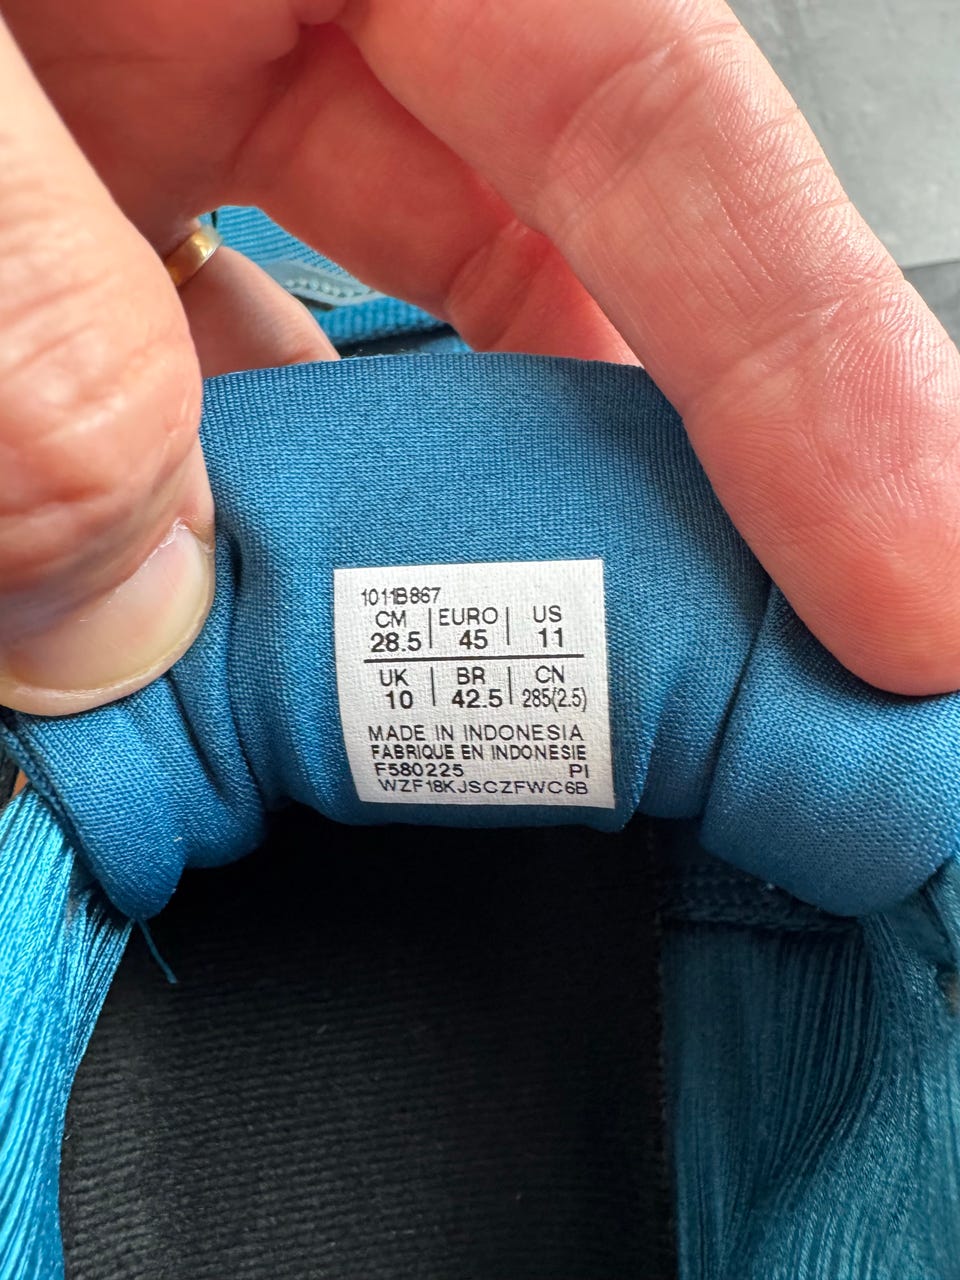 1011B867
CM | EURO | US
28.5 | 45 | 11
UK | BR | CN
10 | 42.5 | 285(2.5)
MADE IN INDONESIA
FABRIQUE EN INDONESIE
F580225 PI
WZF18KJSCZFWC6B